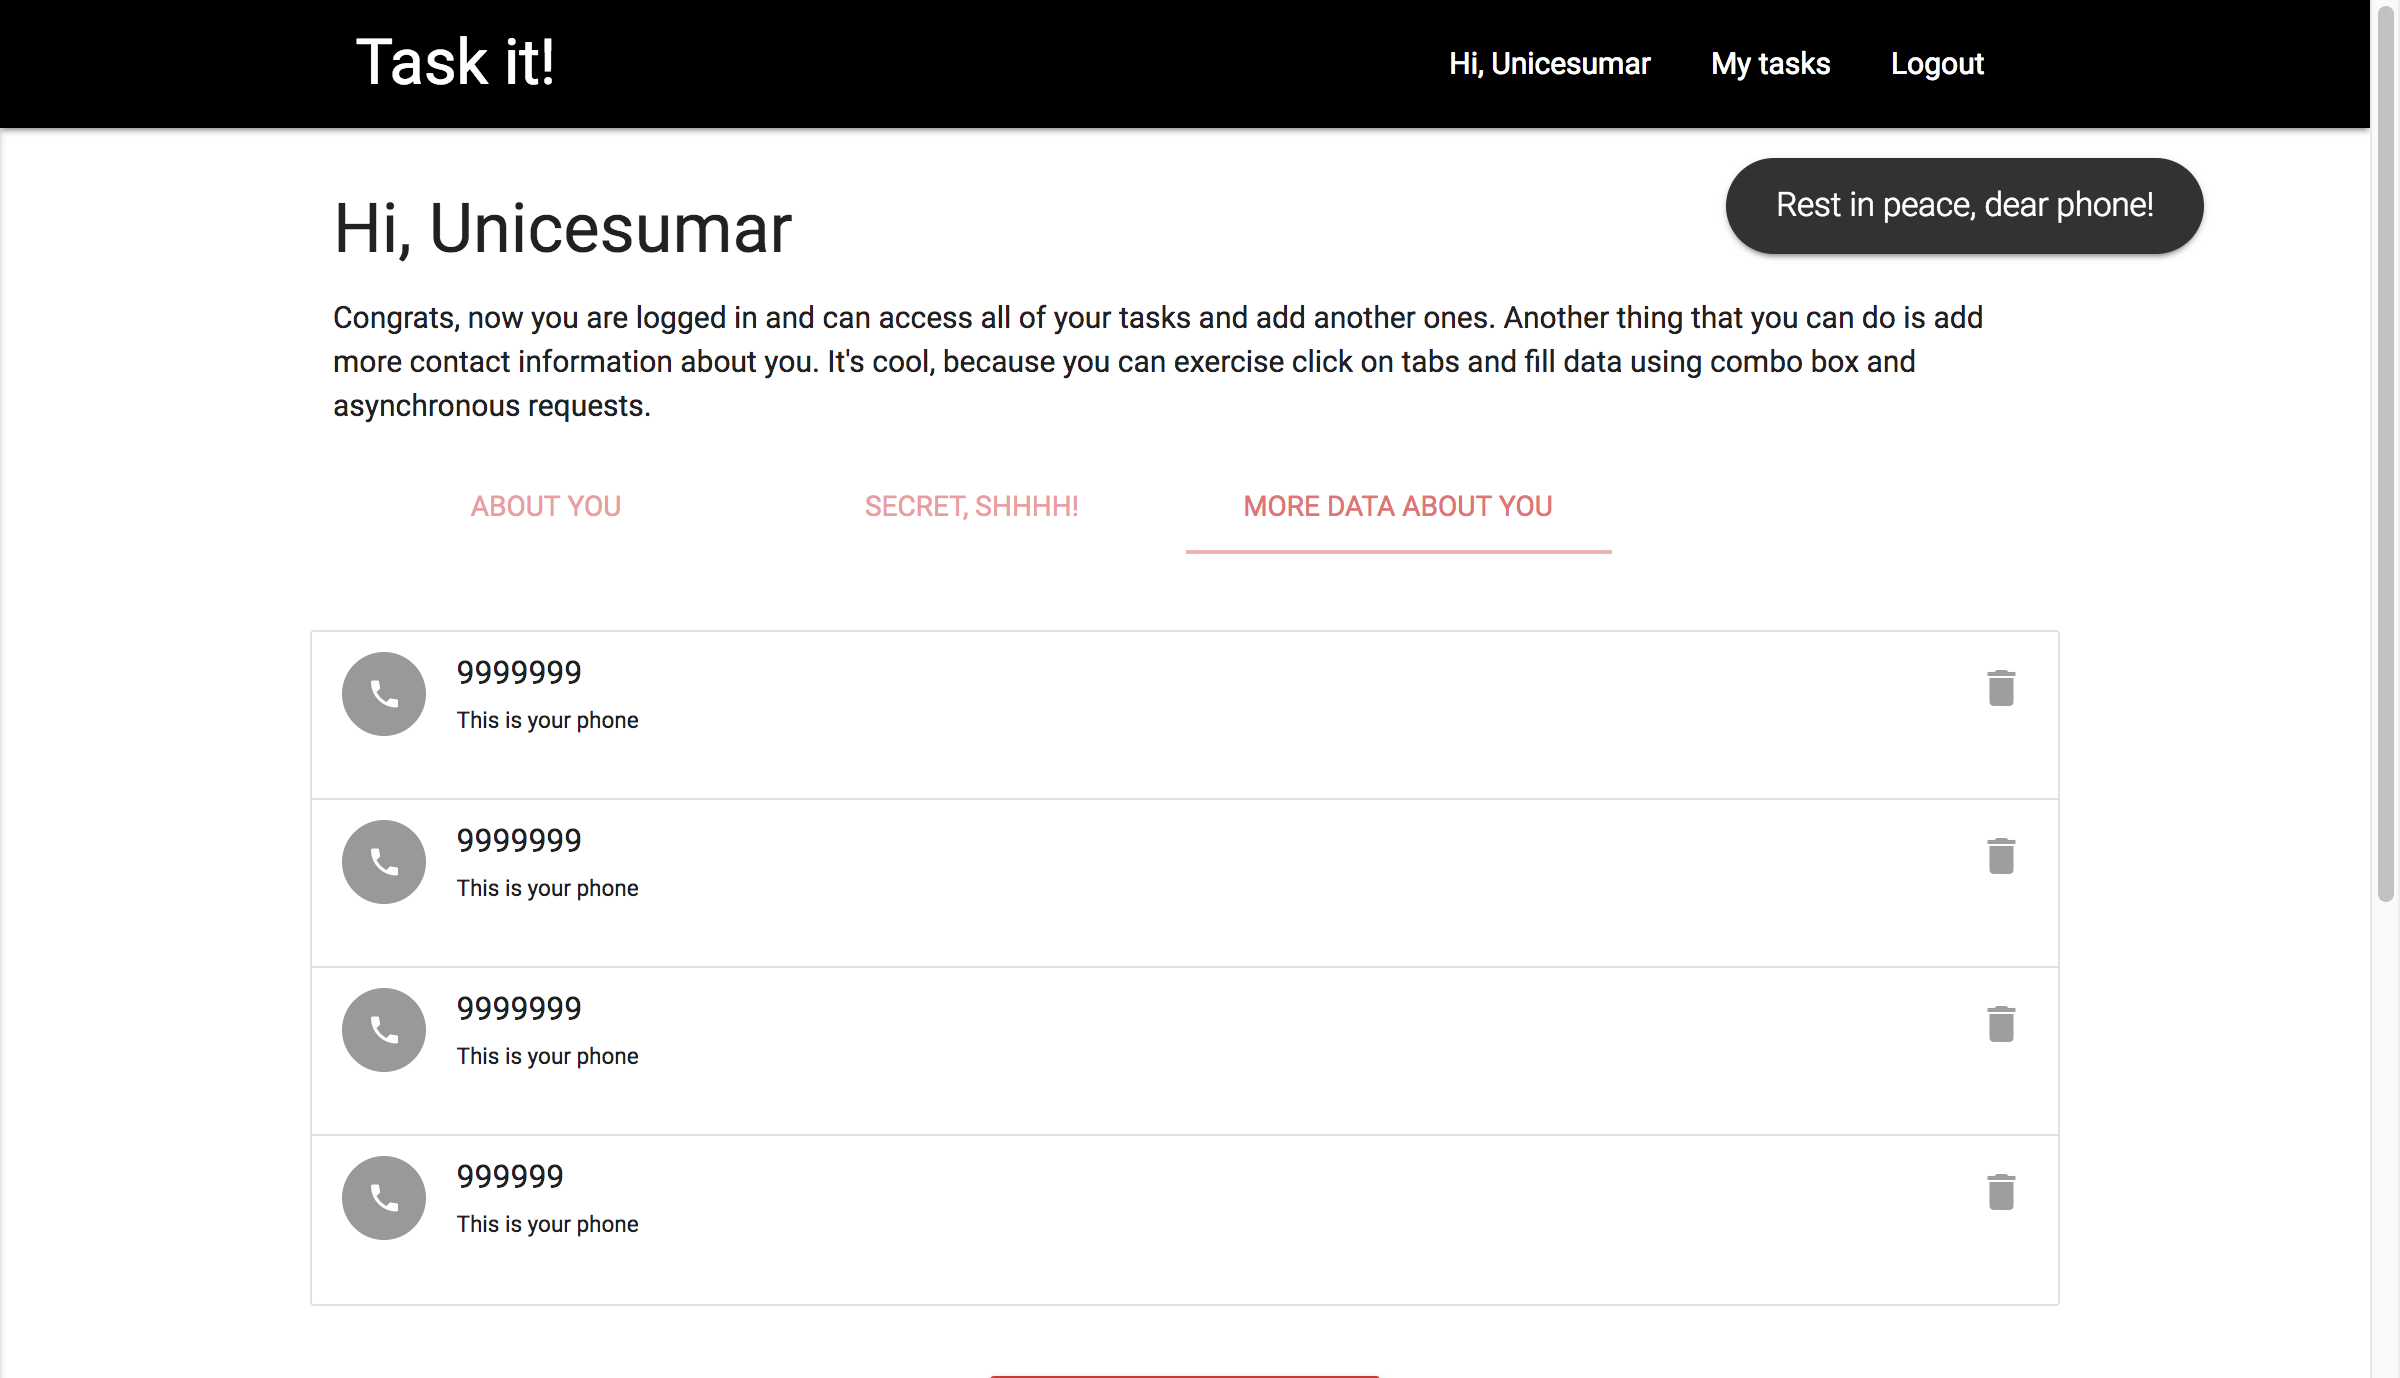 Task it!
Hi, Unicesumar
My tasks
Logout
Rest in peace, dear phone!
Hi, Unicesumar
Congrats, now you are logged in and can access all of your tasks and add another ones. Another thing that you can do is add
more contact information about you. It's cool, because you can exercise click on tabs and fill data using combo box and
asynchronous requests.
ABOUT YOU
SECRET, SHHHH!
MORE DATA ABOUT YOU
9999999
This is your phone
9999999
This is your phone
9999999
This is your phone
999999
This is your phone